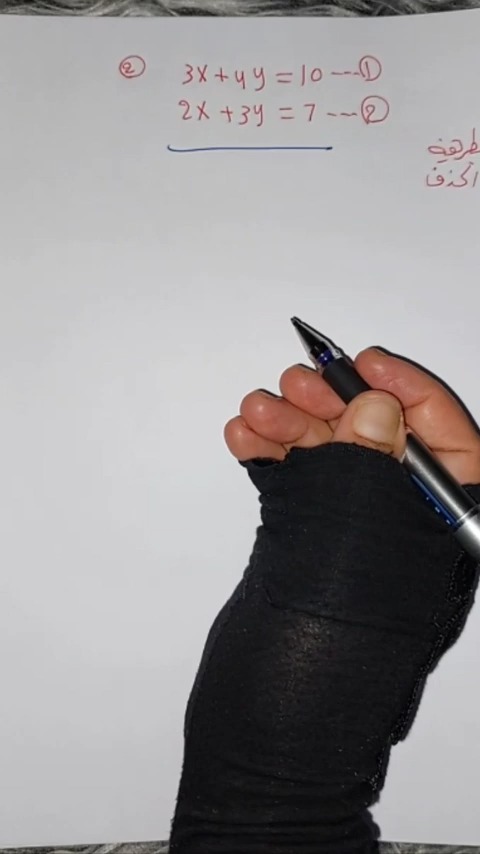 ② 3x+4y=10---①
2x+3y=7---②
طريقة
الحذف